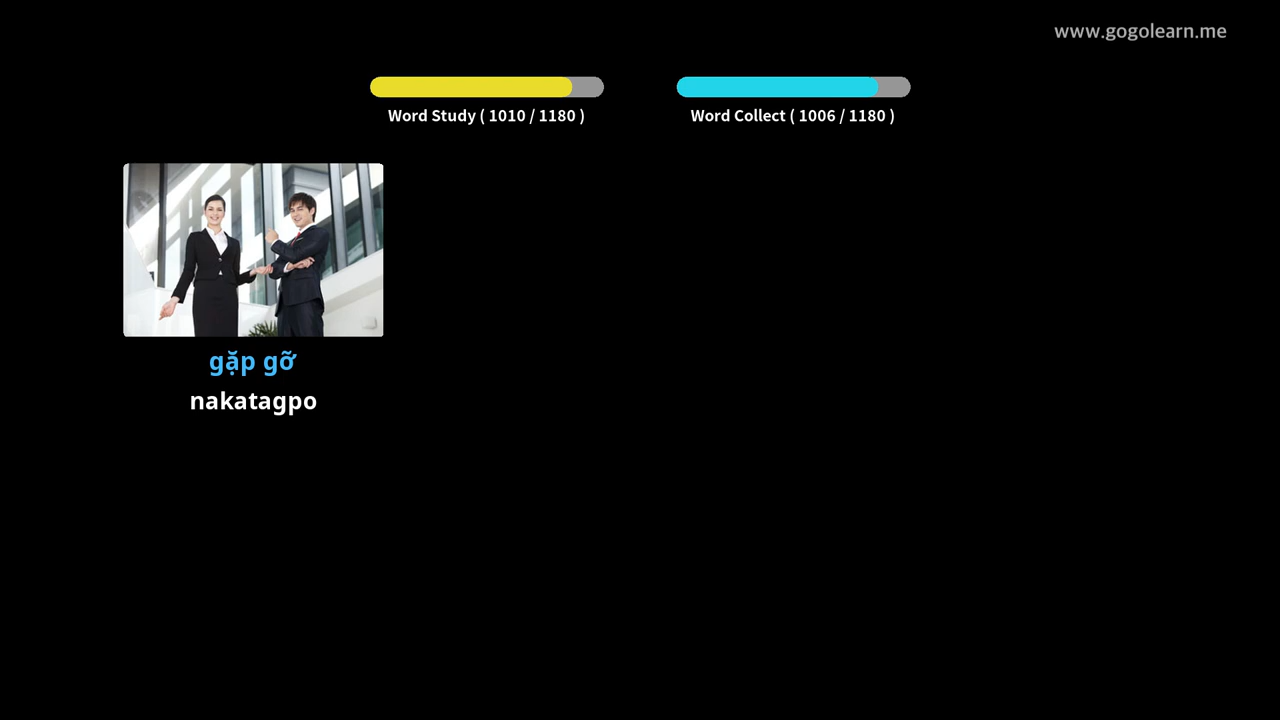 www.gogolearn.me
Word Study ( 1010 / 1180 )
Word Collect ( 1006 / 1180 )
gặp gỡ
nakatagpo